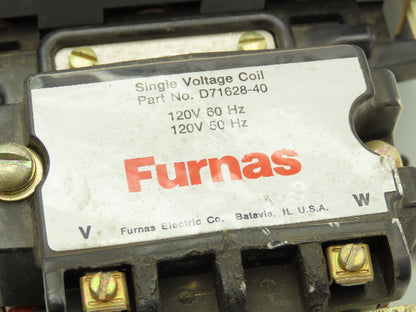 Single Voltage Coil
Part No. D71628-40
120V 60 Hz
120V 50 Hz
Furnas
V W
Furnas Electric Co. Batavia, IL U.S.A.